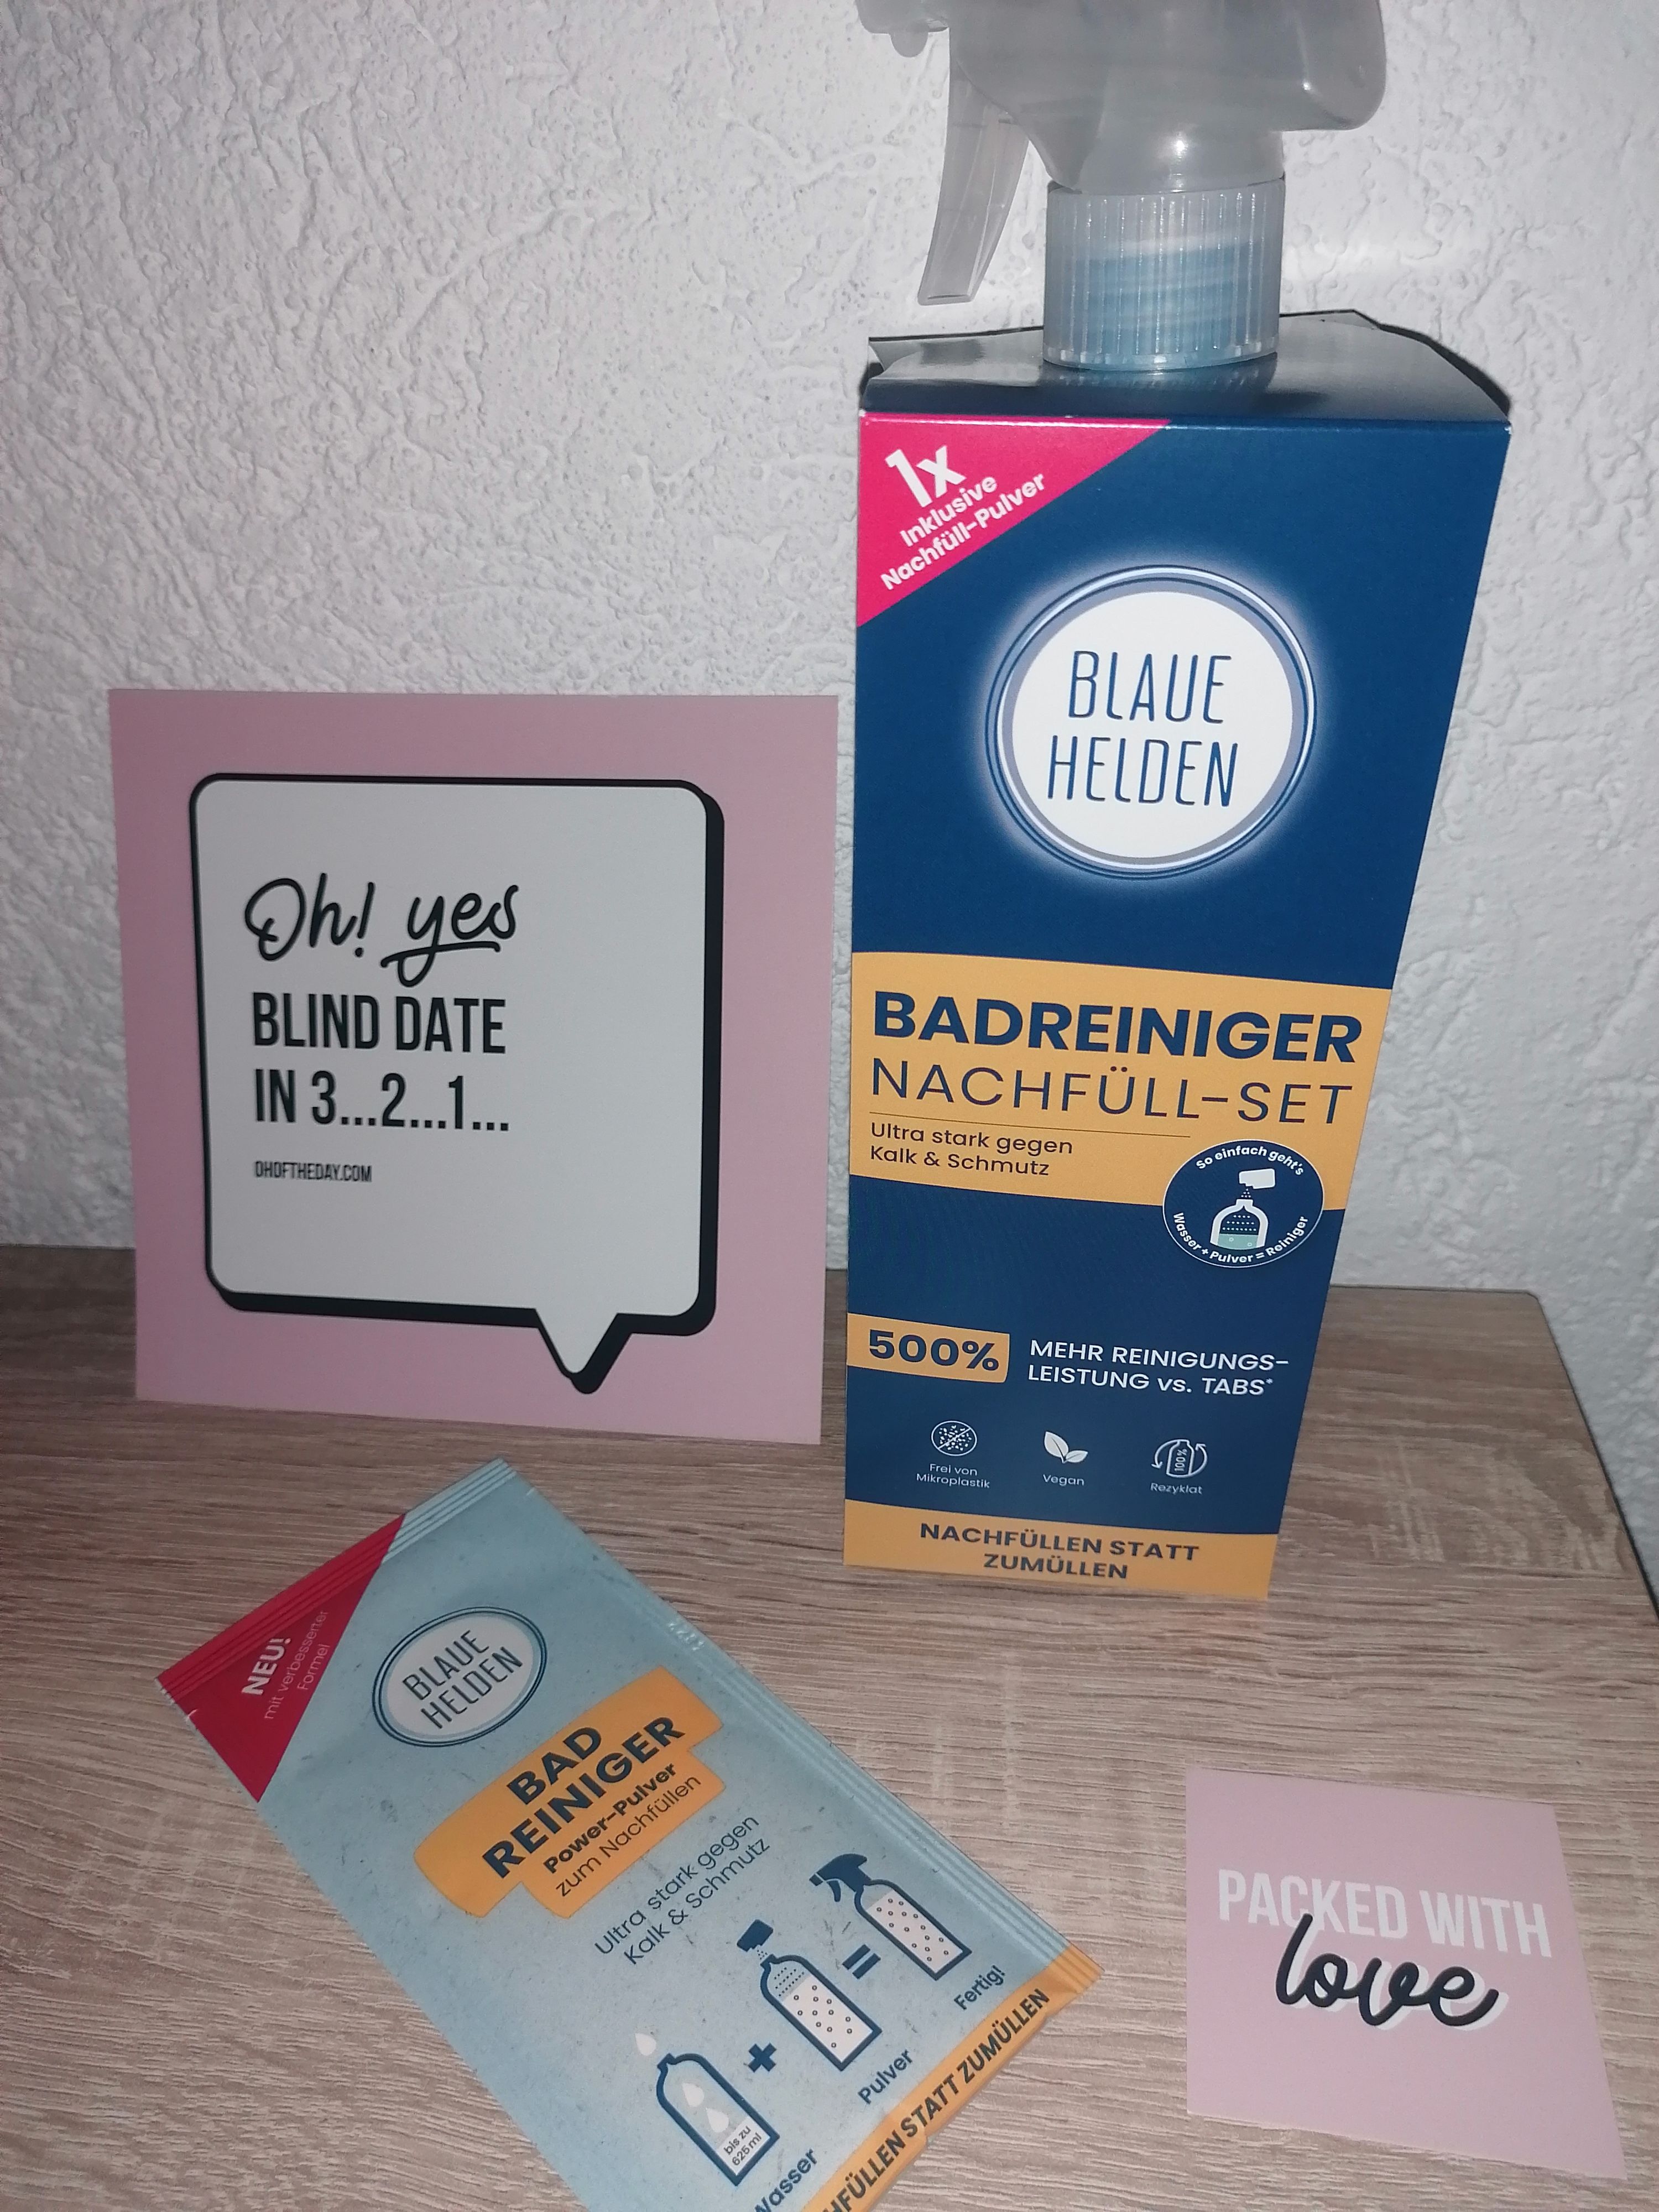 1x
Inklusive
Nachfüll-Pulver
BLAUE
HELDEN
BADREINIGER
NACHFÜLL-SET
Ultra stark gegen
Kalk & Schmutz
So einfach geht's
Wasser + Pulver = Reiniger
500%
MEHR REINIGUNGS-
LEISTUNG vs. TABS*
Frei von
Mikroplastik
Vegan
100%
Rezyklat
NACHFÜLLEN STATT
ZUMÜLLEN
Oh! yes
BLIND DATE
IN 3...2...1...
OHOFTHEDAY.COM
NEU!
mit verbesserter
Formel
BLAUE
HELDEN
BAD
REINIGER
Power-Pulver
zum Nachfüllen
Ultra stark gegen
Kalk & Schmutz
bis zu
625 ml
Wasser
+
Pulver
=
Fertig!
HFÜLLEN STATT ZUMÜLLEN
PACKED WITH
love